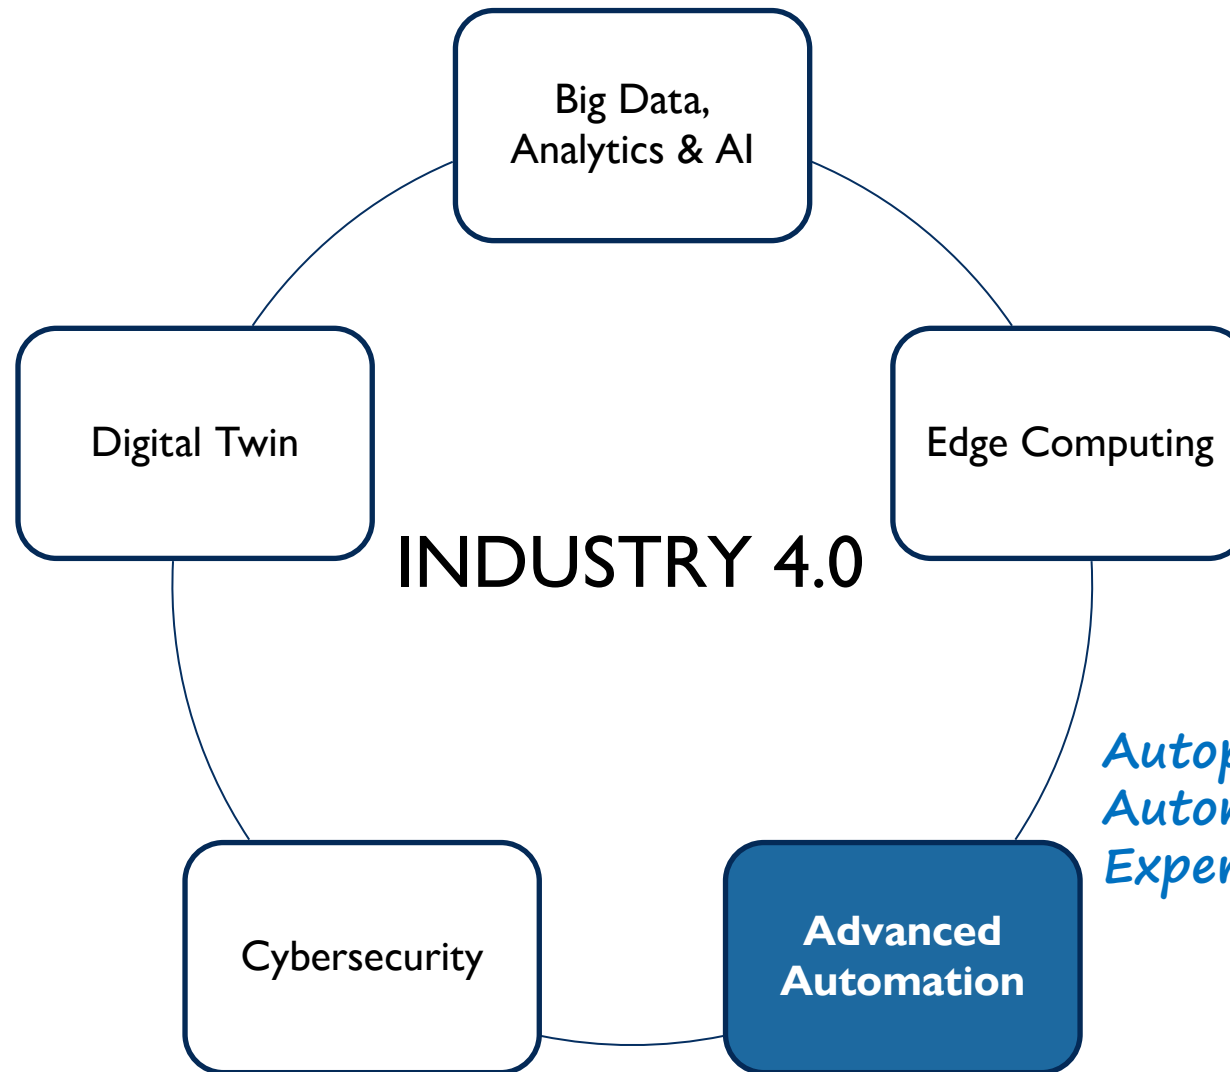 Big Data,
Analytics & AI
Digital Twin
Edge Computing
INDUSTRY 4.0
Cybersecurity
Advanced
Automation